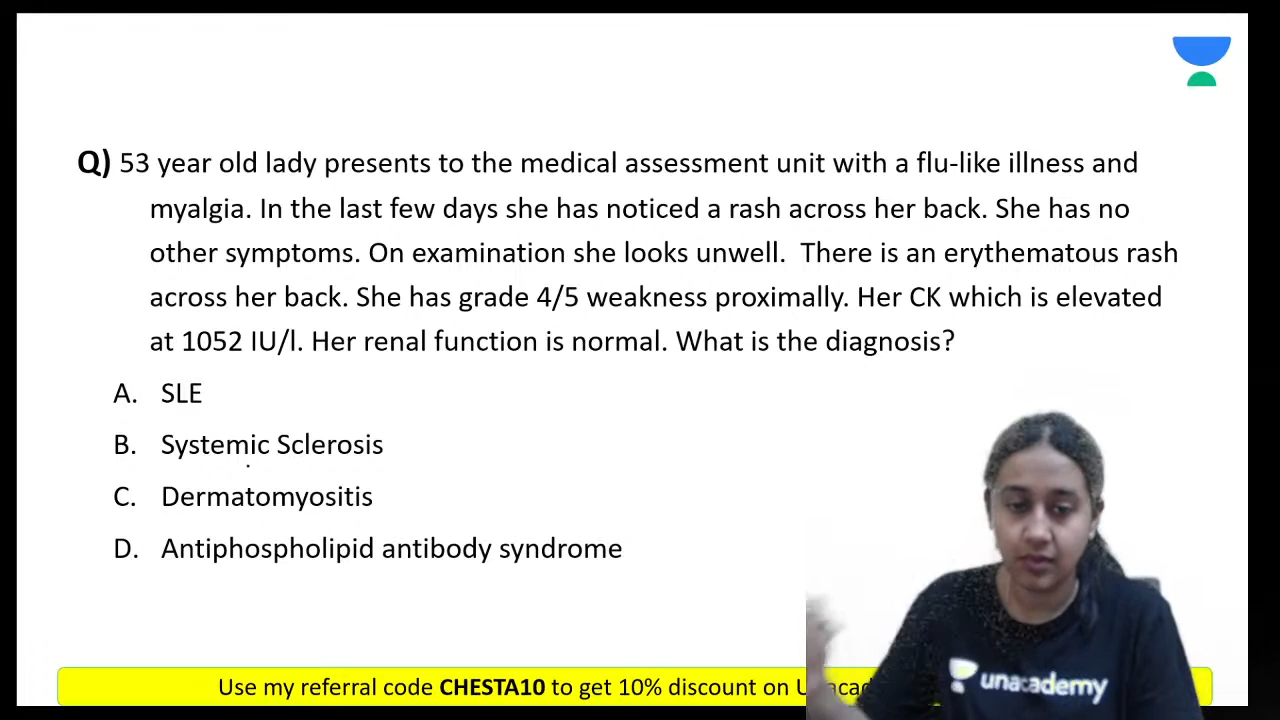 Q) 53 year old lady presents to the medical assessment unit with a flu-like illness and
myalgia. In the last few days she has noticed a rash across her back. She has no
other symptoms. On examination she looks unwell. There is an erythematous rash
across her back. She has grade 4/5 weakness proximally. Her CK which is elevated
at 1052 IU/l. Her renal function is normal. What is the diagnosis?
A. SLE
B. Systemic Sclerosis
C. Dermatomyositis
D. Antiphospholipid antibody syndrome
unacademy
Use my referral code CHESTA10 to get 10% discount on